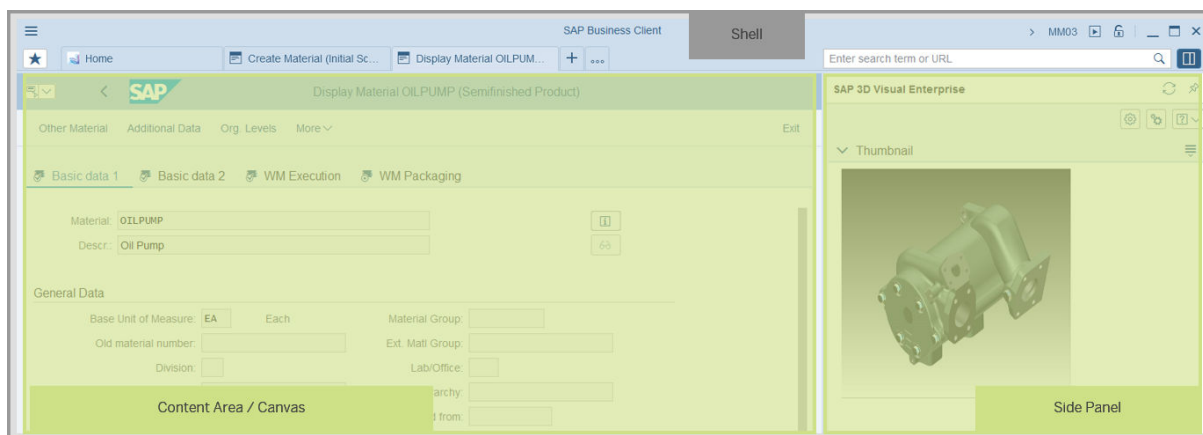 SAP Business Client
Shell
MM03
Home
Create Material (Initial Sc...
Display Material OILPUM...
Enter search term or URL
SAP
Display Material OILPUMP (Semifinished Product)
SAP 3D Visual Enterprise
Other Material Additional Data Org. Levels More Exit
Thumbnail
Basic data 1 Basic data 2 WM Execution WM Packaging
Material: OILPUMP
Descr.: Oil Pump
General Data
Base Unit of Measure: EA Each Material Group:
Old material number: Ext. Matl Group:
Division: Lab/Office:
archy:
from:
Content Area / Canvas
Side Panel